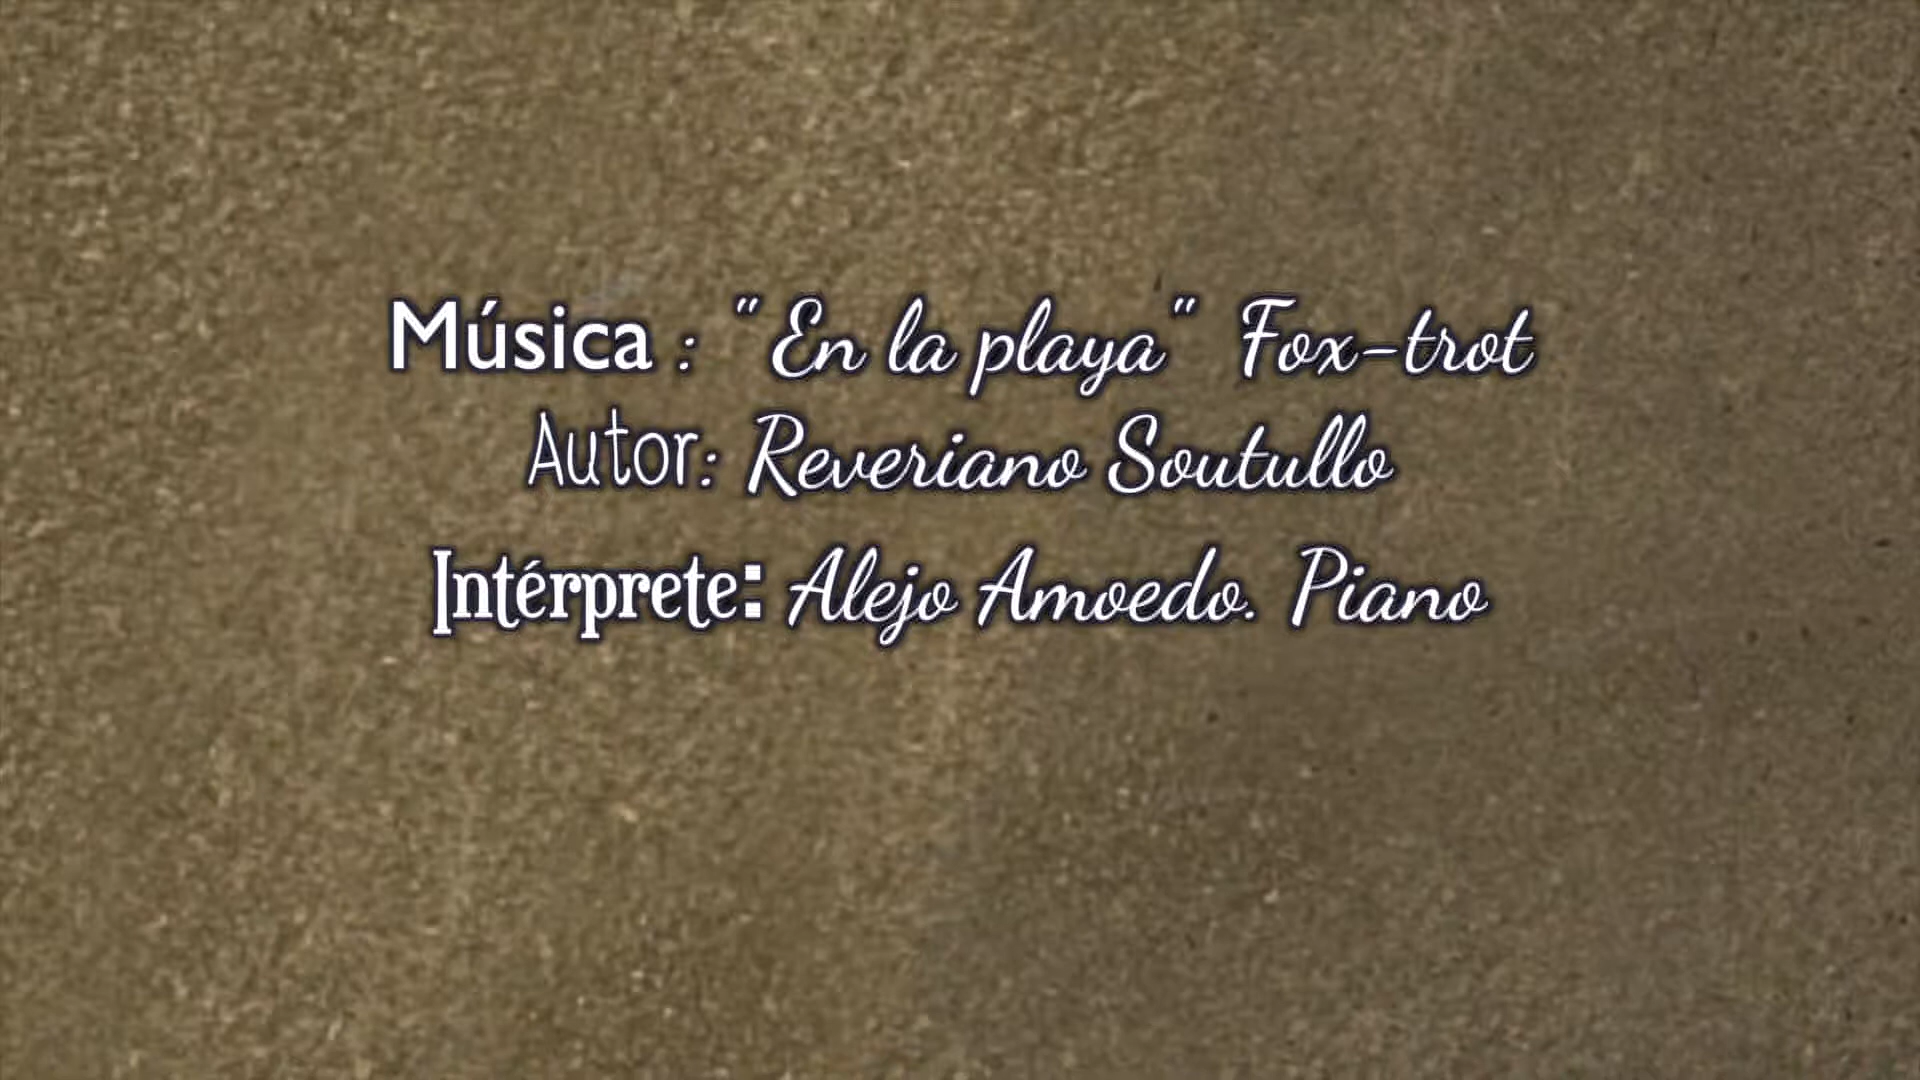 Música : "En la playa" Fox-trot
Autor: Reveriano Soutullo
Intérprete: Alejo Amoedo. Piano